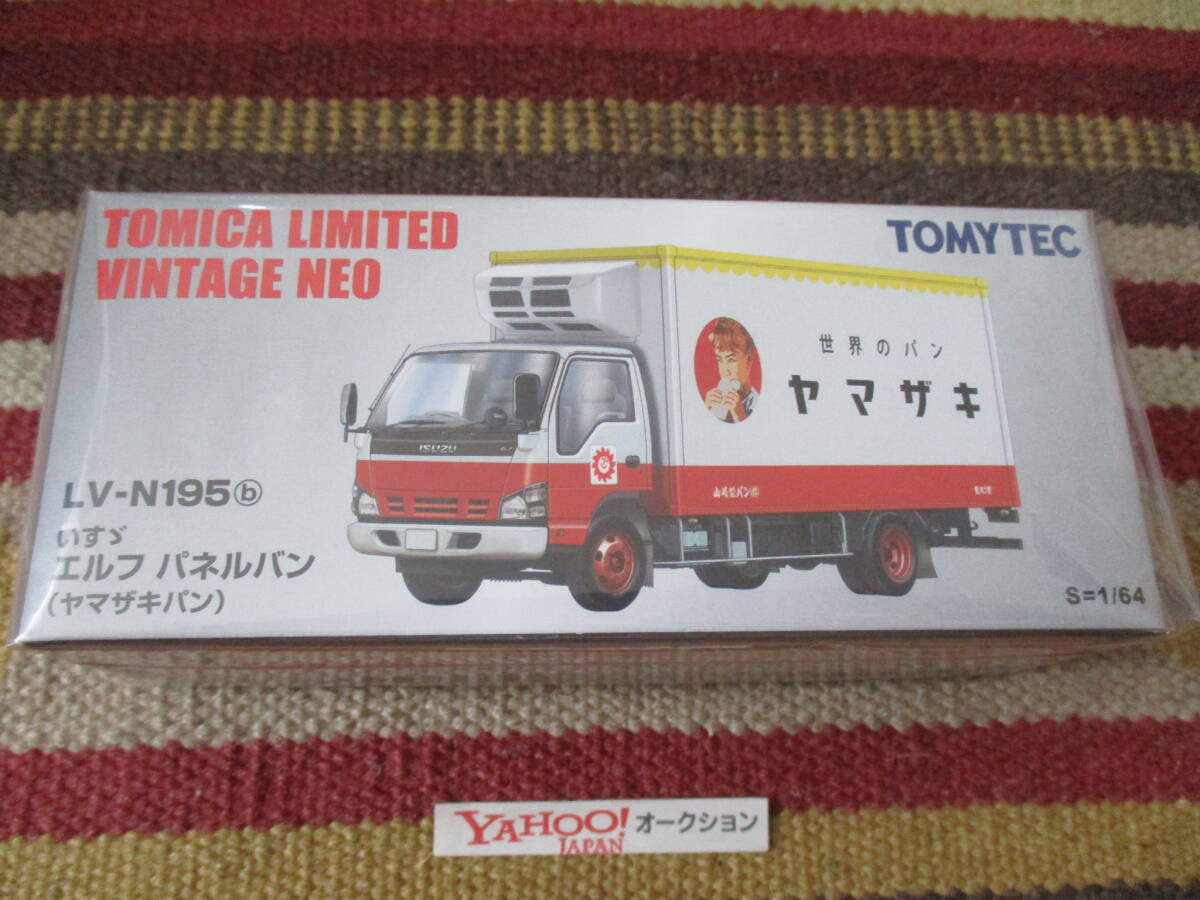 TOMICA LIMITED
VINTAGE NEO
TOMYTEC
世界のパン
ヤマザキ
ISUZU
LV-N195ⓑ
いすゞ
エルフ パネルバン
(ヤマザキパン)
S=1/64
YAHOO!
JAPAN
オークション